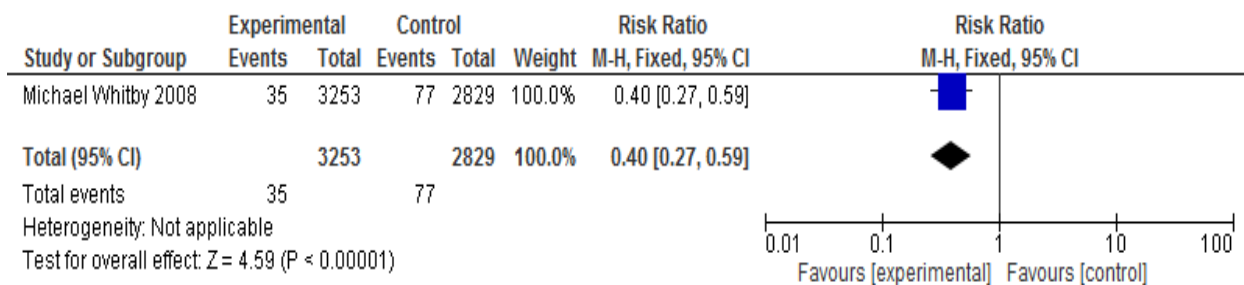 Experimental Control Risk Ratio Risk Ratio
Study or Subgroup Events Total Events Total Weight M-H, Fixed, 95% CI M-H, Fixed, 95% CI
Michael Whitby 2008 35 3253 77 2829 100.0% 0.40 [0.27, 0.59]
Total (95% CI) 3253 2829 100.0% 0.40 [0.27, 0.59]
Total events 35 77
Heterogeneity: Not applicable
Test for overall effect: Z = 4.59 (P < 0.00001)
0.01 0.1 1 10 100
Favours [experimental] Favours [control]